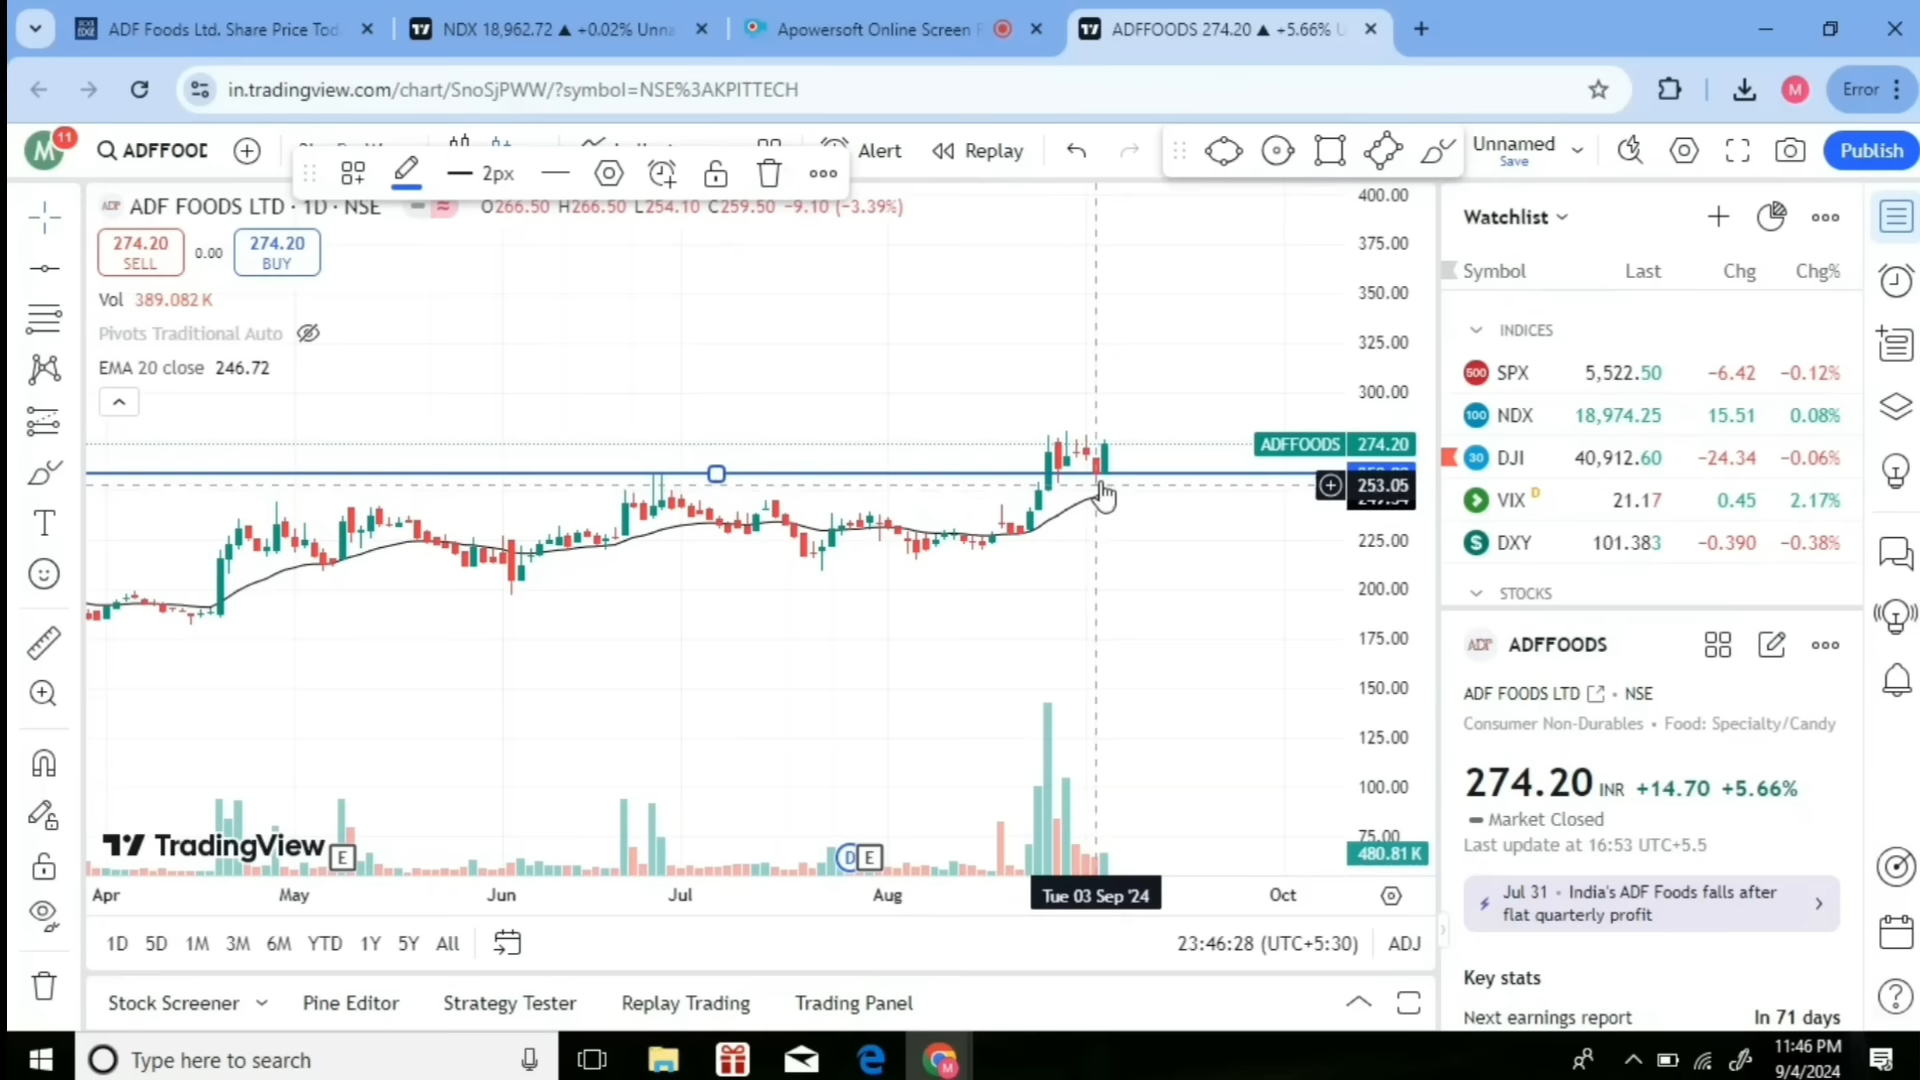 ADF Foods Ltd. Share Price Tod
NDX 18,962.72 ▲ +0.02% Unna
Apowersoft Online Screen R
ADFFOODS 274.20 ▲ +5.66% U
in.tradingview.com/chart/SnoSjPWW/?symbol=NSE%3AKPITTECH
M
Error
M 11
ADFFOOD
Alert
Replay
Unnamed
Save
Publish
2px
ADF FOODS LTD · 1D · NSE
O266.50 H266.50 L254.10 C259.50 −9.10 (−3.39%)
274.20
SELL
0.00
274.20
BUY
Vol 389.082 K
Pivots Traditional Auto
EMA 20 close 246.72
400.00
375.00
350.00
325.00
300.00
ADFFOODS 274.20
253.05
225.00
200.00
175.00
150.00
125.00
100.00
75.00
480.81 K
TradingView
E
D
E
Apr
May
Jun
Jul
Aug
Tue 03 Sep '24
Oct
1D 5D 1M 3M 6M YTD 1Y 5Y All
23:46:28 (UTC+5:30)
ADJ
Stock Screener
Pine Editor
Strategy Tester
Replay Trading
Trading Panel
Watchlist
Symbol Last Chg Chg%
INDICES
500 SPX 5,522.50 −6.42 −0.12%
100 NDX 18,974.25 15.51 0.08%
30 DJI 40,912.60 −24.34 −0.06%
VIX D 21.17 0.45 2.17%
S DXY 101.383 −0.390 −0.38%
STOCKS
ADF ADFFOODS
ADF FOODS LTD · NSE
Consumer Non-Durables • Food: Specialty/Candy
274.20 INR +14.70 +5.66%
Market Closed
Last update at 16:53 UTC+5.5
Jul 31 · India's ADF Foods falls after
flat quarterly profit
Key stats
Next earnings report In 71 days
Type here to search
11:46 PM
9/4/2024